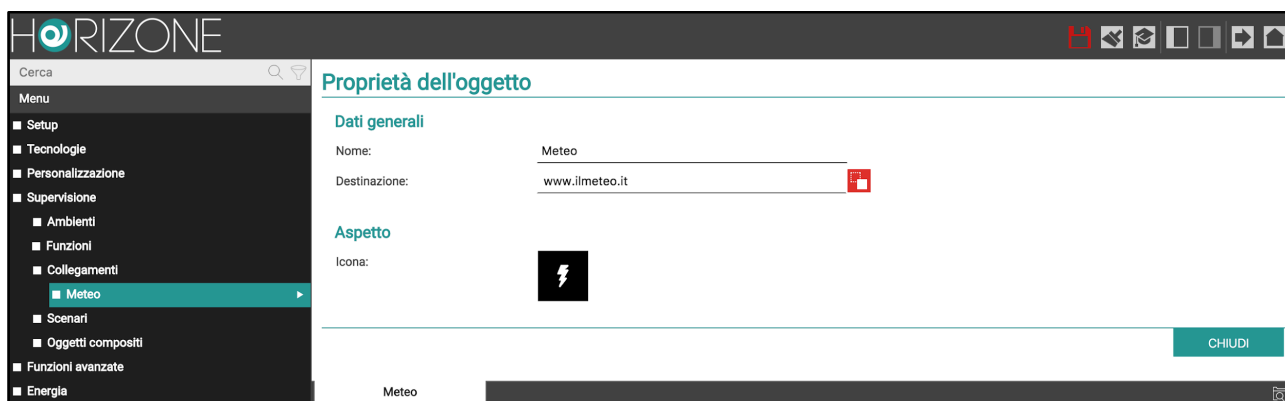 HORIZONE
Cerca
Menu
Setup
Tecnologie
Personalizzazione
Supervisione
Ambienti
Funzioni
Collegamenti
Meteo
Scenari
Oggetti compositi
Funzioni avanzate
Energia
Proprietà dell'oggetto
Dati generali
Nome: Meteo
Destinazione: www.ilmeteo.it
Aspetto
Icona:
CHIUDI
Meteo